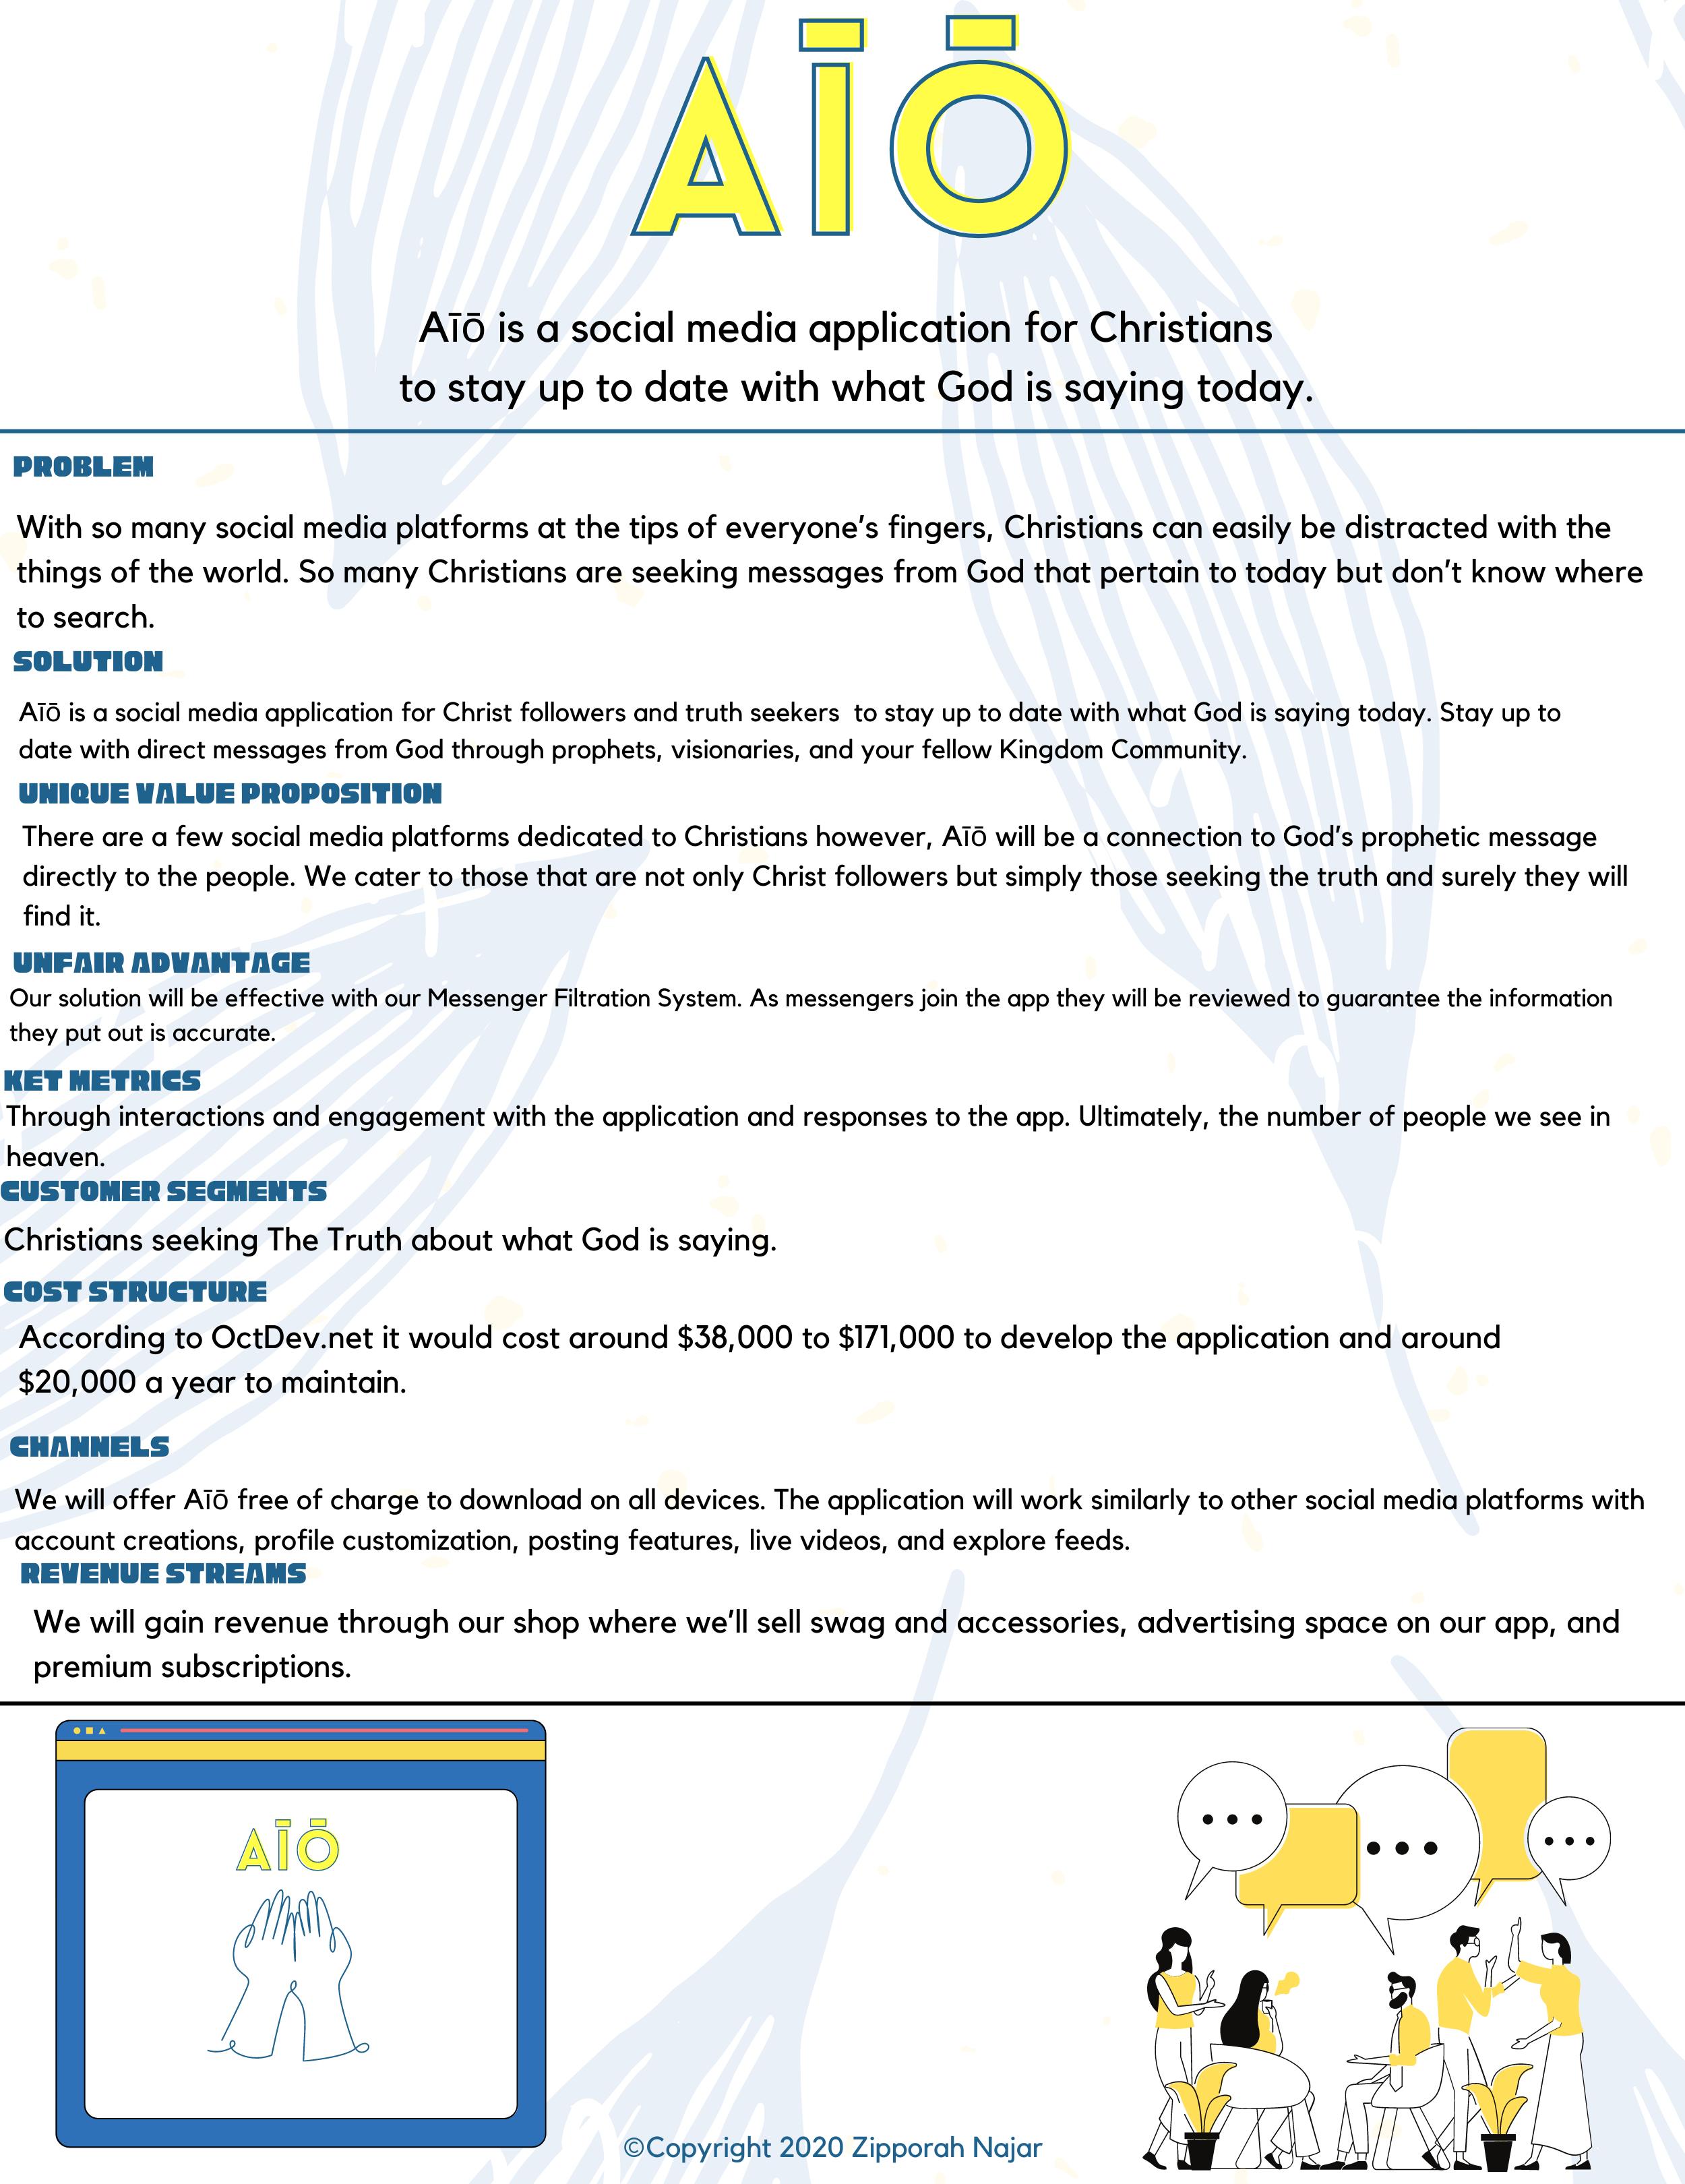 AĪŌ
Aīō is a social media application for Christians
to stay up to date with what God is saying today.
PROBLEM
With so many social media platforms at the tips of everyone’s fingers, Christians can easily be distracted with the
things of the world. So many Christians are seeking messages from God that pertain to today but don’t know where
to search.
SOLUTION
Aīō is a social media application for Christ followers and truth seekers  to stay up to date with what God is saying today. Stay up to
date with direct messages from God through prophets, visionaries, and your fellow Kingdom Community.
UNIQUE VALUE PROPOSITION
There are a few social media platforms dedicated to Christians however, Aīō will be a connection to God’s prophetic message
directly to the people. We cater to those that are not only Christ followers but simply those seeking the truth and surely they will
find it.
UNFAIR ADVANTAGE
Our solution will be effective with our Messenger Filtration System. As messengers join the app they will be reviewed to guarantee the information
they put out is accurate.
KET METRICS
Through interactions and engagement with the application and responses to the app. Ultimately, the number of people we see in
heaven.
CUSTOMER SEGMENTS
Christians seeking The Truth about what God is saying.
COST STRUCTURE
According to OctDev.net it would cost around $38,000 to $171,000 to develop the application and around
$20,000 a year to maintain.
CHANNELS
We will offer Aīō free of charge to download on all devices. The application will work similarly to other social media platforms with
account creations, profile customization, posting features, live videos, and explore feeds.
REVENUE STREAMS
We will gain revenue through our shop where we’ll sell swag and accessories, advertising space on our app, and
premium subscriptions.
AĪŌ
©Copyright 2020 Zipporah Najar